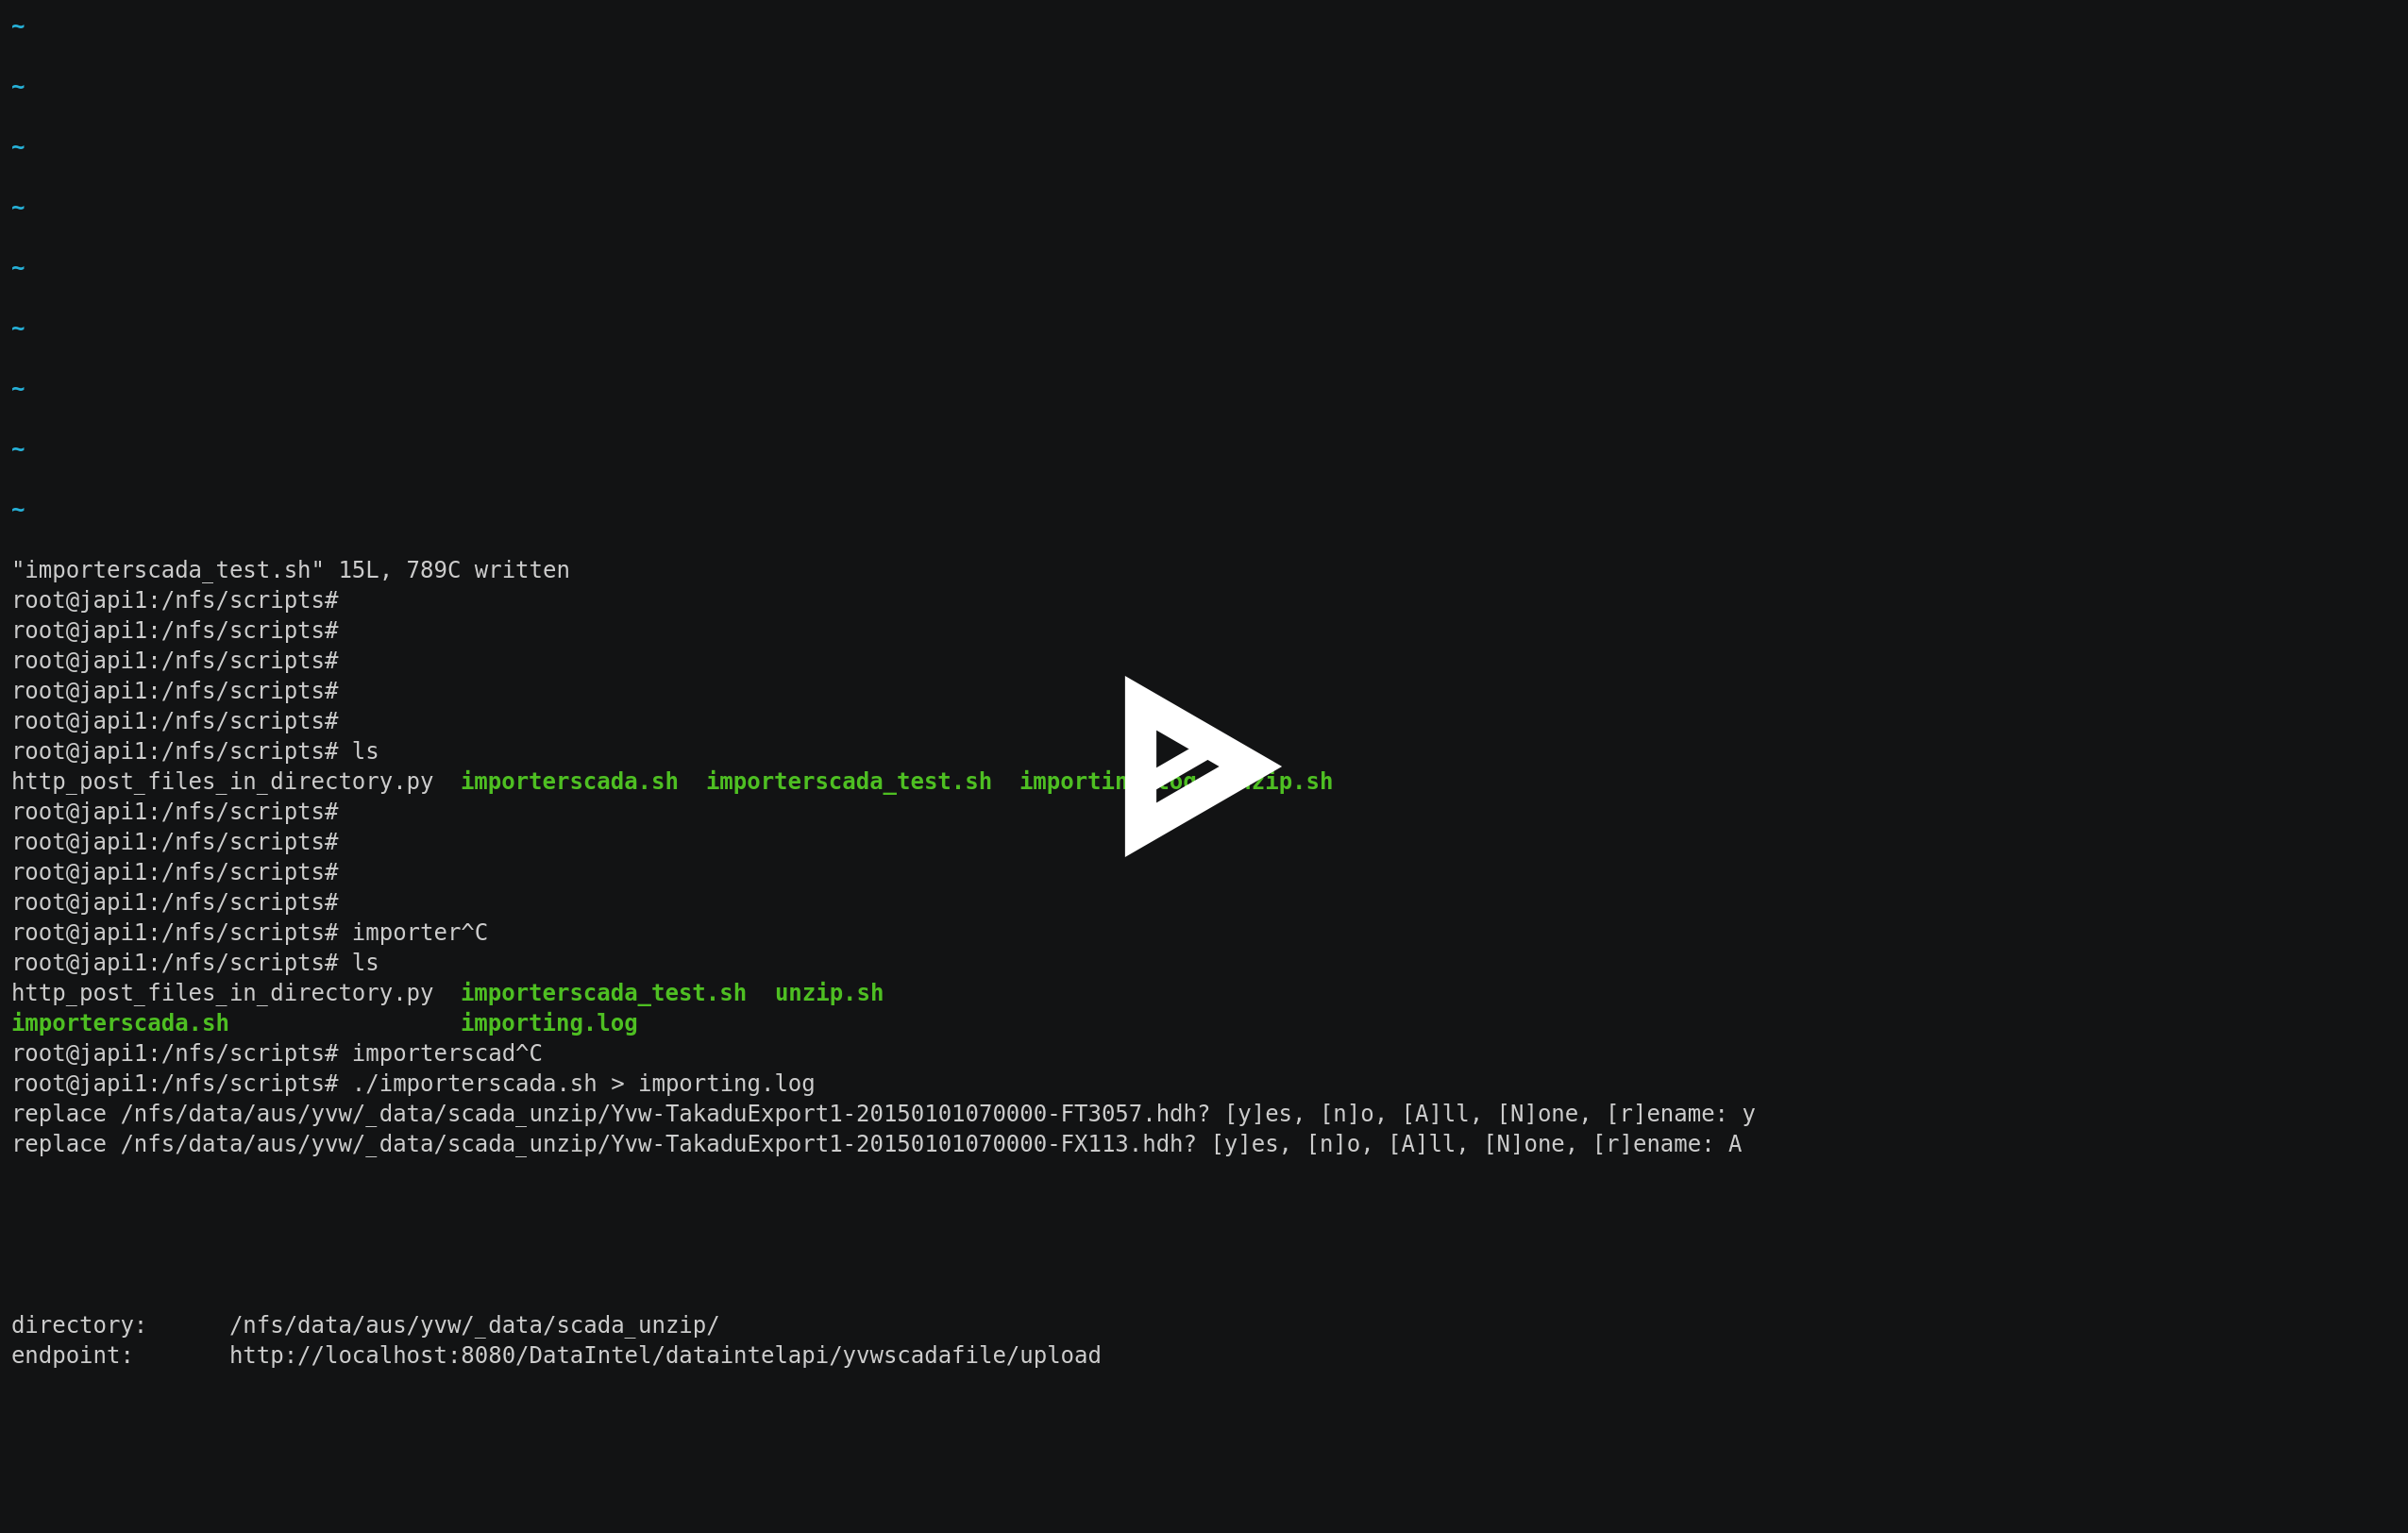 ~
~
~
~
~
~
~
~
~
"importerscada_test.sh" 15L, 789C written
root@japi1:/nfs/scripts#
root@japi1:/nfs/scripts#
root@japi1:/nfs/scripts#
root@japi1:/nfs/scripts#
root@japi1:/nfs/scripts#
root@japi1:/nfs/scripts# ls
http_post_files_in_directory.py  importerscada.sh  importerscada_test.sh
root@japi1:/nfs/scripts#
root@japi1:/nfs/scripts#
root@japi1:/nfs/scripts#
root@japi1:/nfs/scripts#
root@japi1:/nfs/scripts# importer^C
root@japi1:/nfs/scripts# ls
http_post_files_in_directory.py  importerscada_test.sh  unzip.sh
importerscada.sh                 importing.log
root@japi1:/nfs/scripts# importerscad^C
root@japi1:/nfs/scripts# ./importerscada.sh > importing.log
replace /nfs/data/aus/yvw/_data/scada_unzip/Yvw-TakaduExport1-20150101070000-FT3057.hdh? [y]es, [n]o, [A]ll, [N]one, [r]ename: y
replace /nfs/data/aus/yvw/_data/scada_unzip/Yvw-TakaduExport1-20150101070000-FX113.hdh? [y]es, [n]o, [A]ll, [N]one, [r]ename: A
directory:      /nfs/data/aus/yvw/_data/scada_unzip/
endpoint:       http://localhost:8080/DataIntel/dataintelapi/yvwscadafile/upload